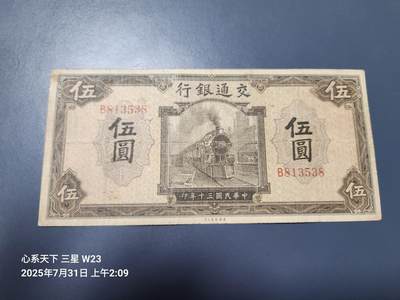 行銀通交
伍
伍
B813538
伍圓
伍圓
B813538
印年十三國民華中
伍
伍
心系天下 三星 W23
2025年7月31日 上午2:09